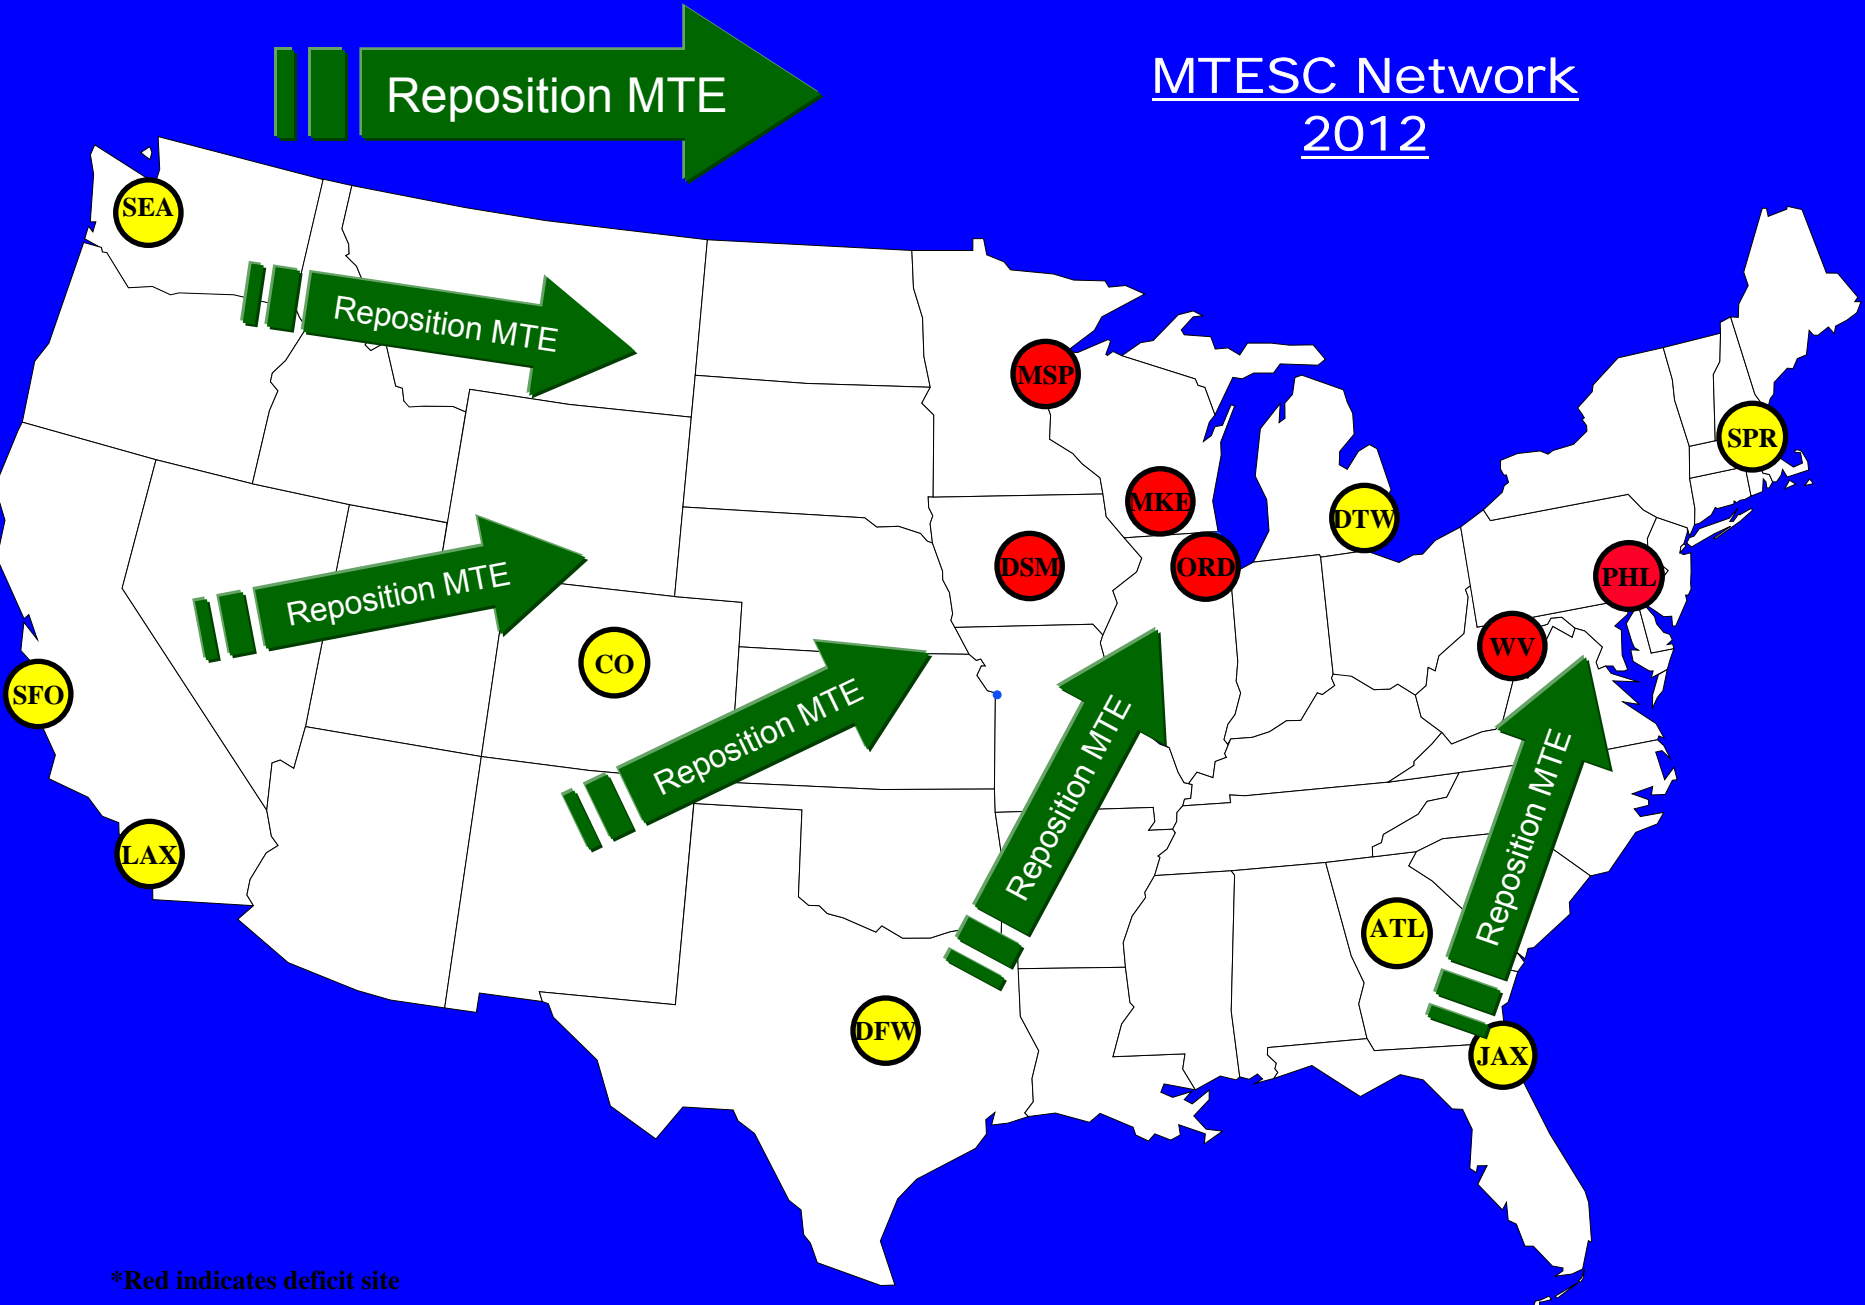 Reposition MTE
MTESC Network
2012
SEA
Reposition MTE
MSP
SPR
MKE
DTW
DSM
ORD
PHL
Reposition MTE
WV
CO
SFO
Reposition MTE
Reposition MTE
Reposition MTE
LAX
ATL
DFW
JAX
*Red indicates deficit site